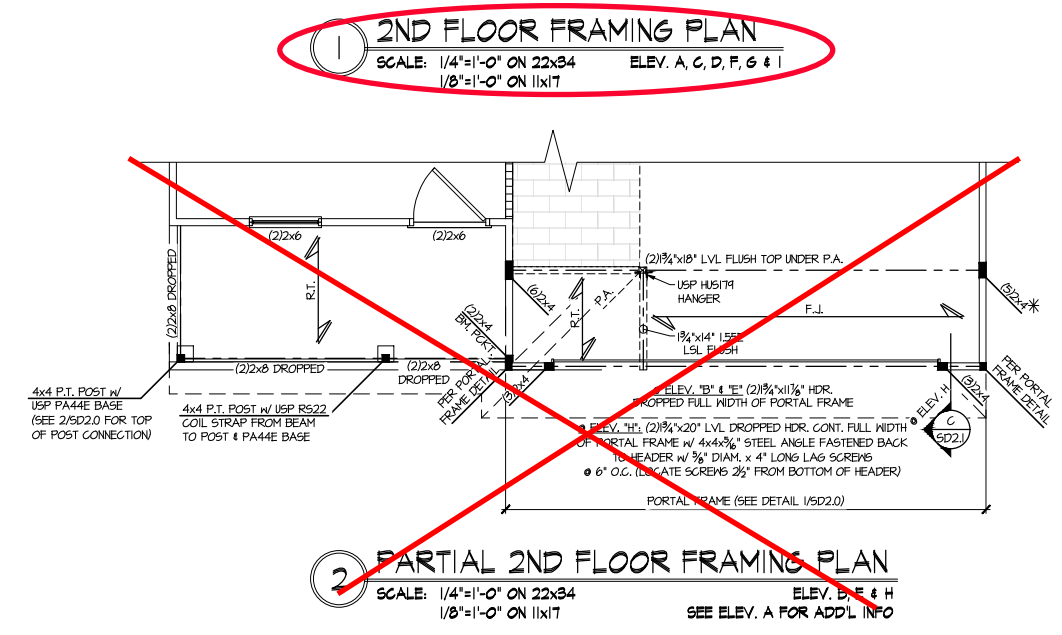 1
2ND FLOOR FRAMING PLAN
SCALE: 1/4"=1'-0" ON 22x34 ELEV. A, C, D, F, G & I
1/8"=1'-0" ON 11x17
(2)2x6
(2)2x6
(2)2x8 DROPPED
R.T.
(2)1¾"x18" LVL FLUSH TOP UNDER P.A.
USP HUS179
HANGER
P.A.
(6)2x4
R.T.
(5)2x4*
F.J.
(2)2x4
BM. PCKT.
1¾"x14" 1.55E
LSL FLUSH
(2)2x8 DROPPED
(2)2x8
DROPPED
PER PORTAL
FRAME DETAIL
(3)2x4
(3)2x4
PER PORTAL
FRAME DETAIL
4x4 P.T. POST W/
USP PA44E BASE
(SEE 2/SD2.0 FOR TOP
OF POST CONNECTION)
4x4 P.T. POST W/ USP RS22
COIL STRAP FROM BEAM
TO POST & PA44E BASE
@ ELEV. "B" & "E" (2)1¾"x11⅞" HDR.
DROPPED FULL WIDTH OF PORTAL FRAME
@ ELEV. H
C
SD2.1
@ ELEV. "H": (2)1¾"x20" LVL DROPPED HDR. CONT. FULL WIDTH
OF PORTAL FRAME W/ 4x4x5/16" STEEL ANGLE FASTENED BACK
TO HEADER W/ ⅝" DIAM. x 4" LONG LAG SCREWS
@ 6" O.C. (LOCATE SCREWS 2½" FROM BOTTOM OF HEADER)
PORTAL FRAME (SEE DETAIL 1/SD2.0)
2
PARTIAL 2ND FLOOR FRAMING PLAN
SCALE: 1/4"=1'-0" ON 22x34 ELEV. B, E & H
1/8"=1'-0" ON 11x17 SEE ELEV. A FOR ADD'L INFO